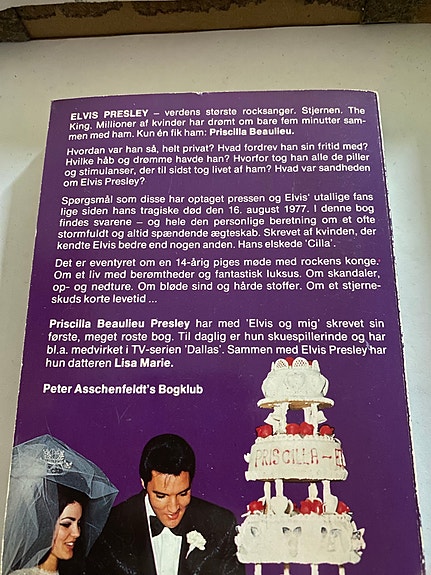 ELVIS PRESLEY – verdens største rocksanger. Stjernen. The
King. Millioner af kvinder har drømt om bare fem minutter sam-
men med ham. Kun én fik ham: Priscilla Beaulieu.
Hvordan var han så, helt privat? Hvad fordrev han sin fritid med?
Hvilke håb og drømme havde han? Hvorfor tog han alle de piller
og stimulanser, der til sidst tog livet af ham? Hvad var sandheden
om Elvis Presley?
Spørgsmål som disse har optaget pressen og Elvis' utallige fans
lige siden hans tragiske død den 16. august 1977. I denne bog
findes svarene – og hele den personlige beretning om et ofte
stormfuldt og altid spændende ægteskab. Skrevet af kvinden, der
kendte Elvis bedre end nogen anden. Hans elskede 'Cilla'.
Det er eventyret om en 14-årig piges møde med rockens konge.
Om et liv med berømtheder og fantastisk luksus. Om skandaler,
op- og nedture. Om bløde sind og hårde stoffer. Om et stjerne-
skuds korte levetid ...
Priscilla Beaulieu Presley har med 'Elvis og mig' skrevet sin
første, meget roste bog. Til daglig er hun skuespillerinde og har
bl.a. medvirket i TV-serien 'Dallas'. Sammen med Elvis Presley har
hun datteren Lisa Marie.
Peter Asschenfeldt's Bogklub
PRISCILLA –